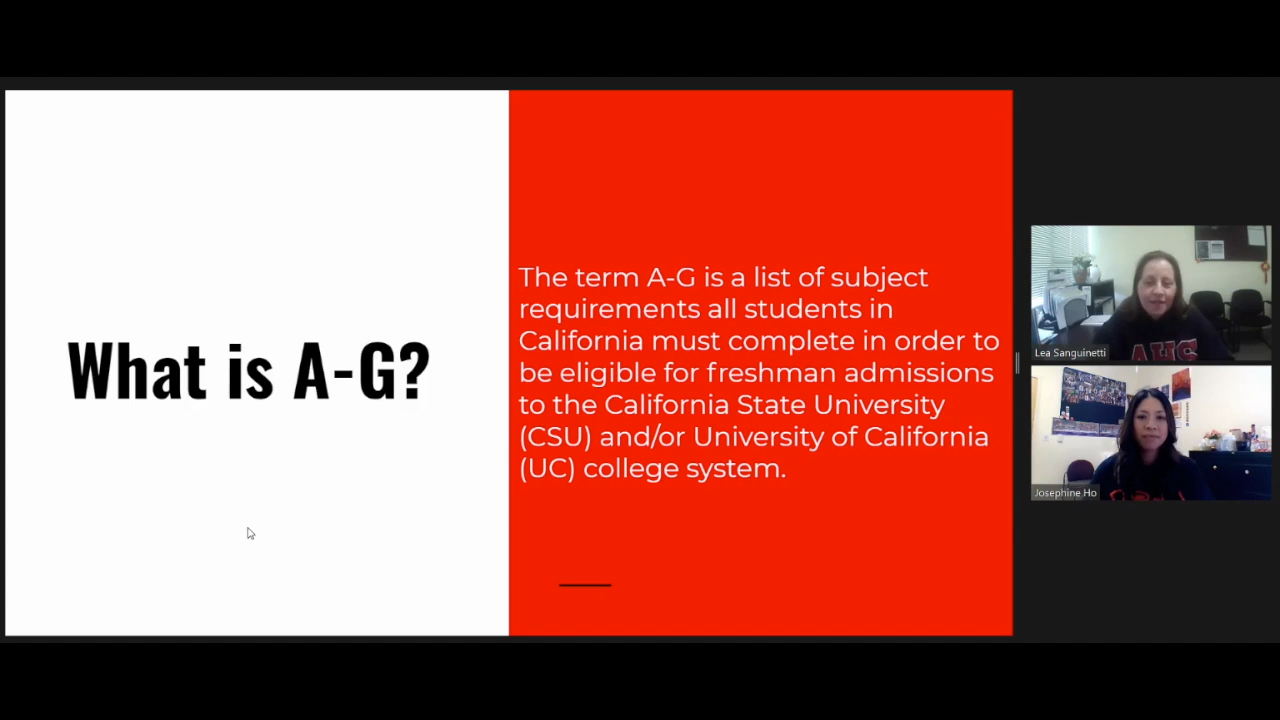 What is A-G?
The term A-G is a list of subject
requirements all students in
California must complete in order to
be eligible for freshman admissions
to the California State University
(CSU) and/or University of California
(UC) college system.
AHS
Lea Sanguinetti
Josephine Ho